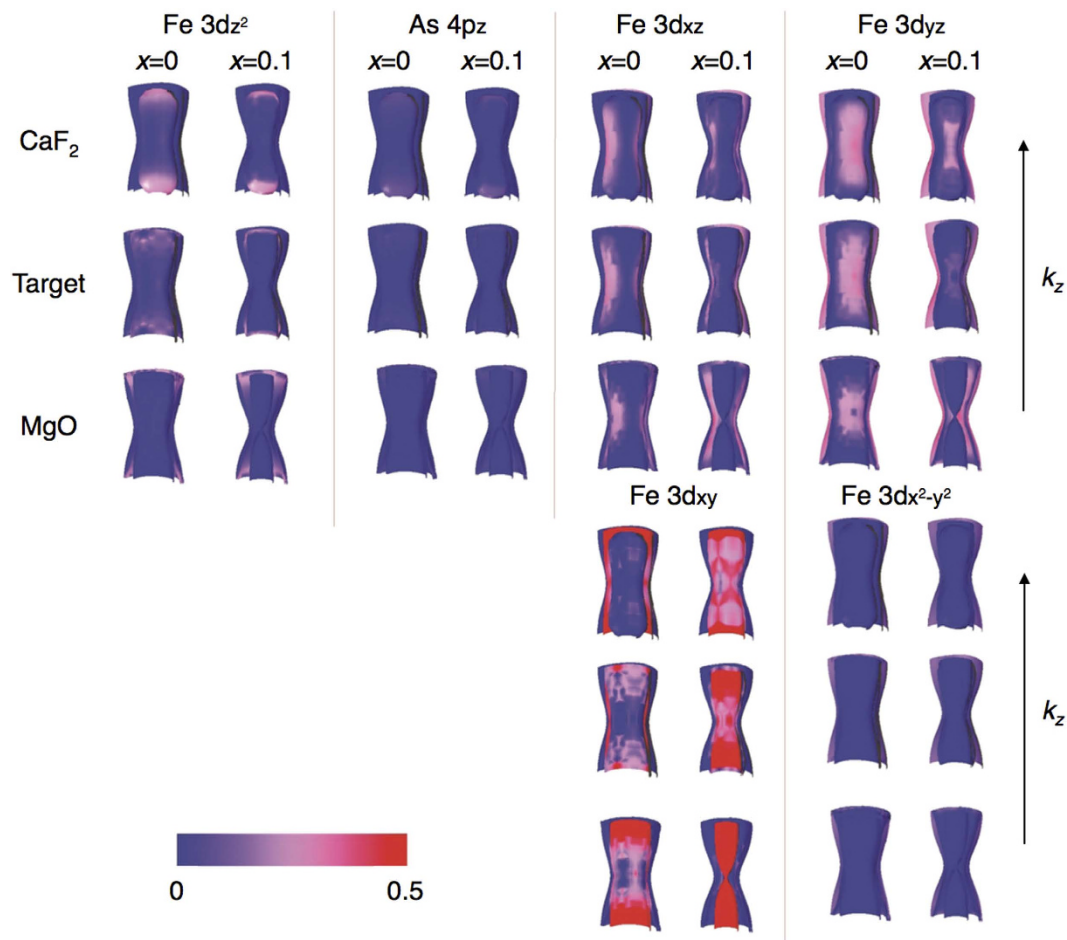 Fe 3dz² As 4pz Fe 3dxz Fe 3dyz
x=0 x=0.1 x=0 x=0.1 x=0 x=0.1 x=0 x=0.1
CaF₂
Target
kz
MgO
Fe 3dxy Fe 3dx²-y²
kz
0 0.5